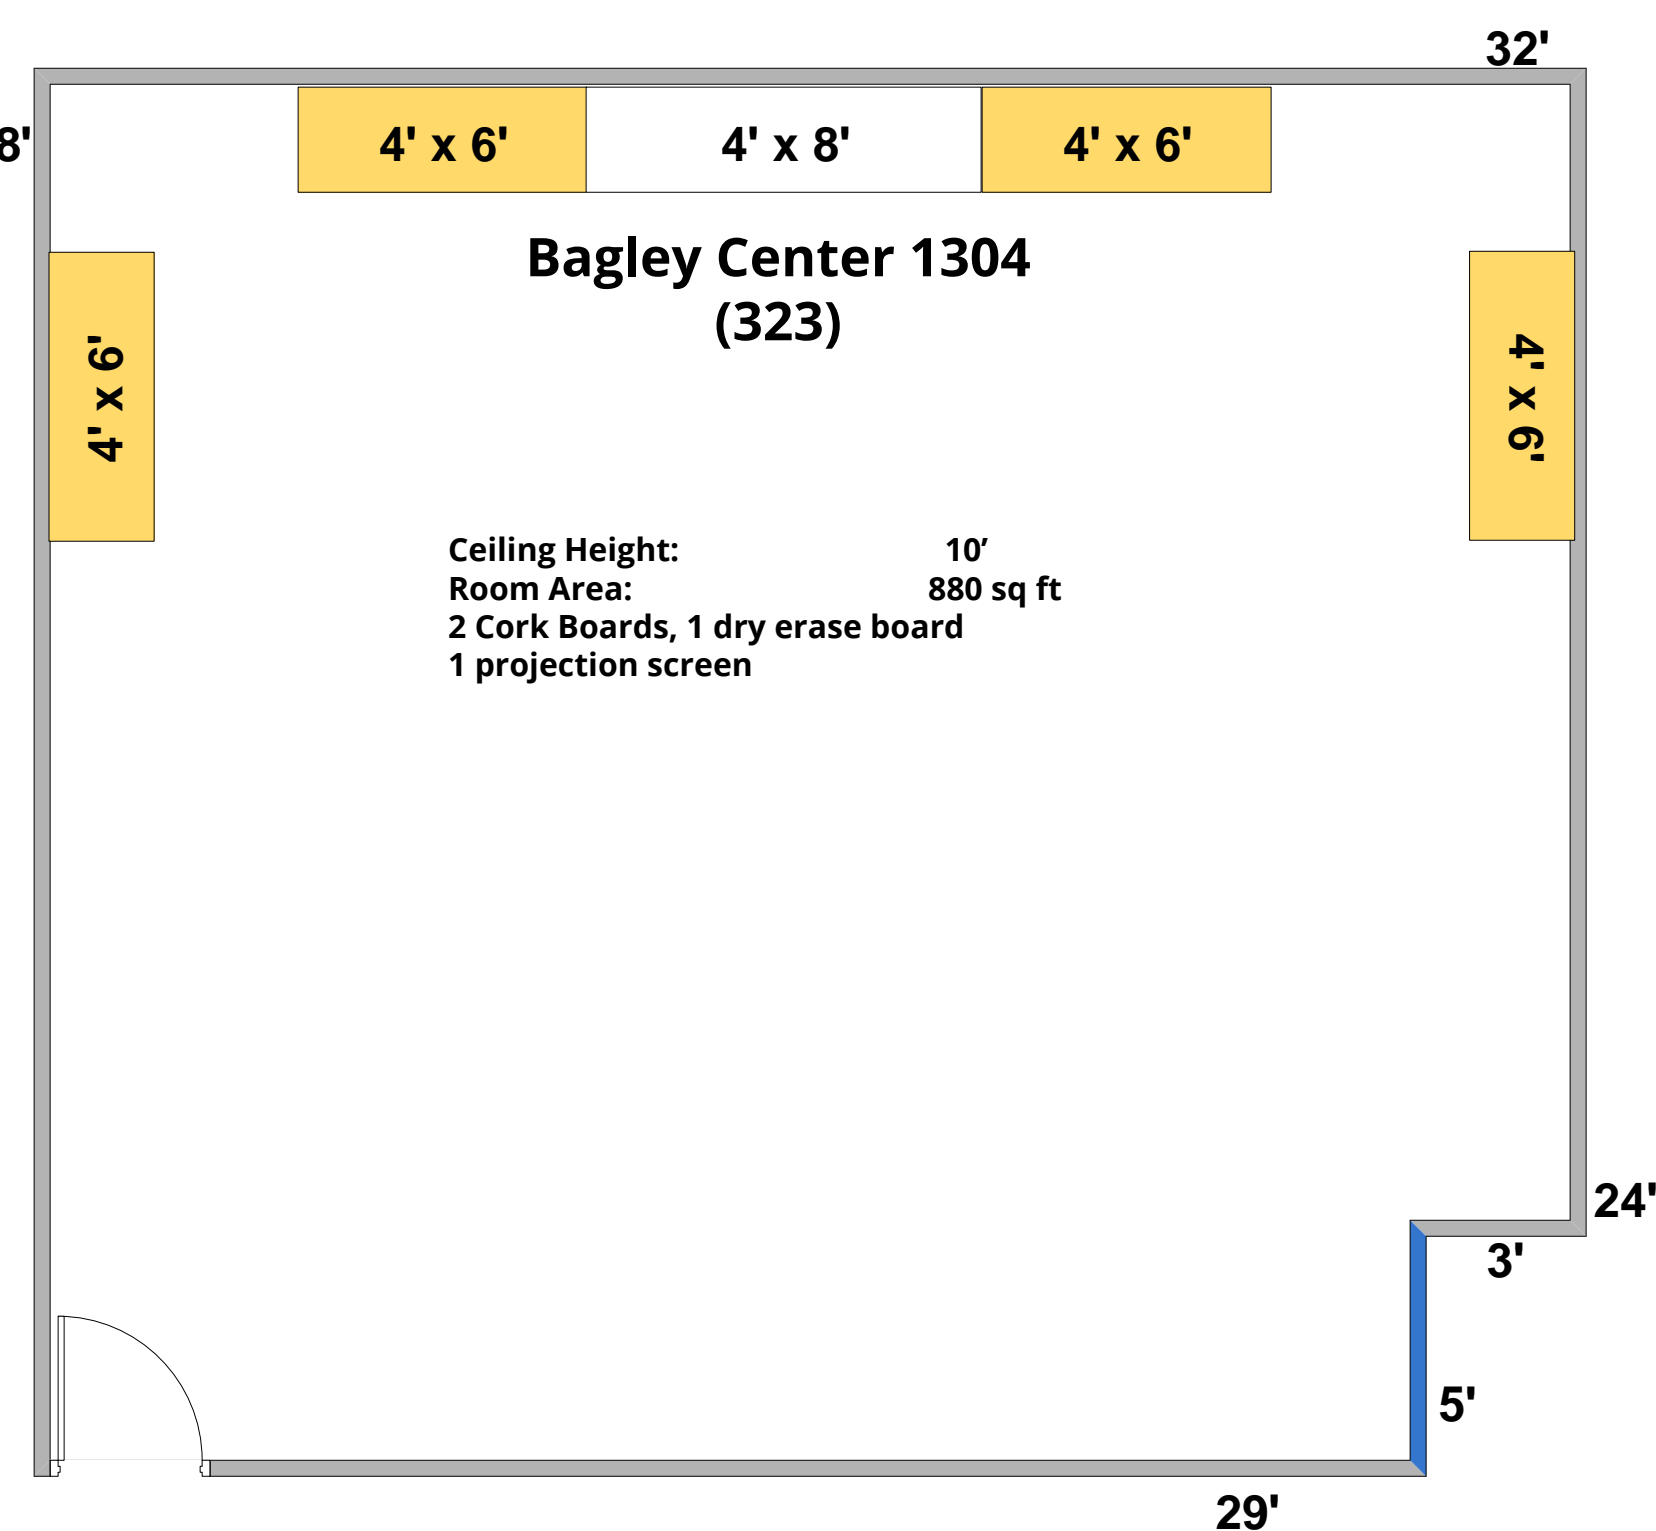 32'
8'
4' x 6'
4' x 8'
4' x 6'
Bagley Center 1304
(323)
4' x 6'
4' x 6'
Ceiling Height: 10’
Room Area: 880 sq ft
2 Cork Boards, 1 dry erase board
1 projection screen
24'
3'
5'
29'